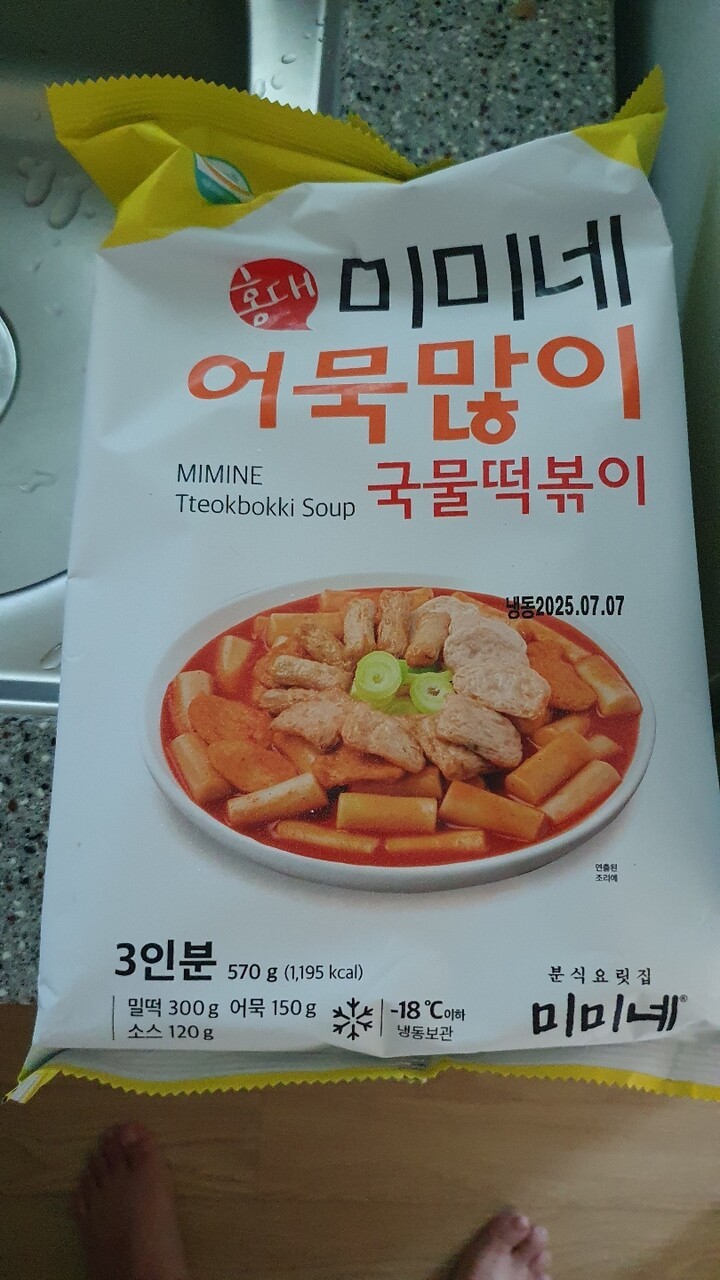 홍대 미미네
어묵많이
MIMINE
Tteokbokki Soup 국물떡볶이
냉동2025.07.07
연출된
조리예
3인분 570 g (1,195 kcal)
밀떡 300 g 어묵 150 g
소스 120 g
-18 ℃이하
냉동보관
분식요릿집
미미네®